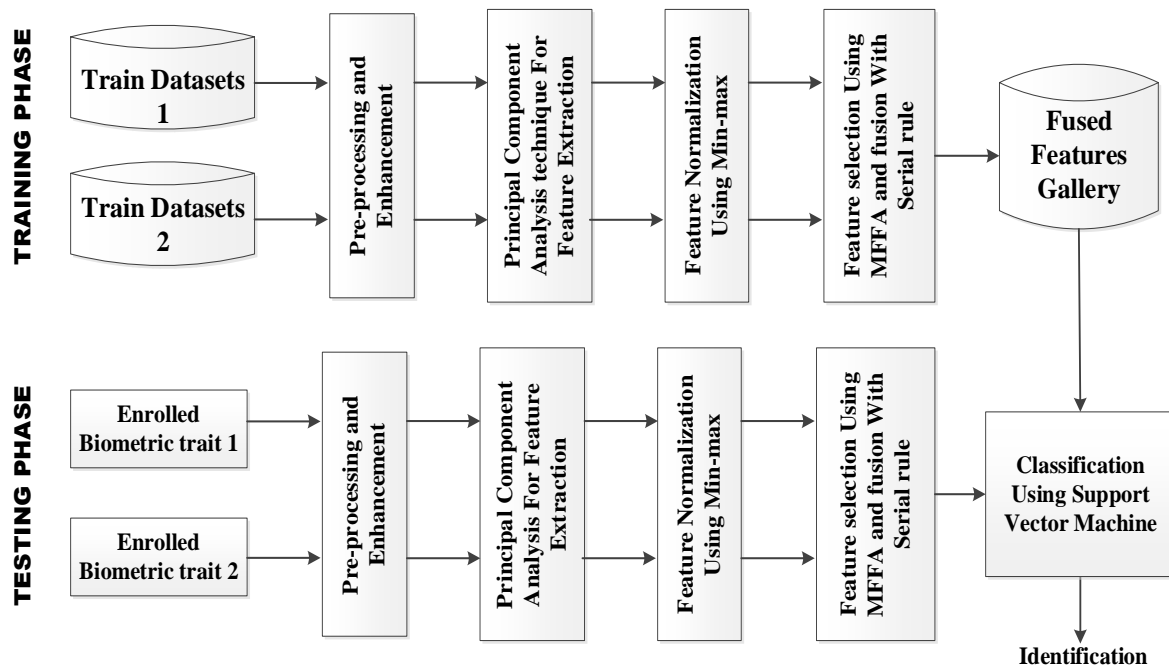 TRAINING PHASE
Train Datasets
1
Train Datasets
2
Pre-processing and
Enhancement
Principal Component
Analysis technique For
Feature Extraction
Feature Normalization
Using Min-max
Feature selection Using
MFFA and fusion With
Serial rule
Fused
Features
Gallery
TESTING PHASE
Enrolled
Biometric trait 1
Enrolled
Biometric trait 2
Pre-processing and
Enhancement
Principal Component
Analysis For Feature
Extraction
Feature Normalization
Using Min-max
Feature selection Using
MFFA and fusion With
Serial rule
Classification
Using Support
Vector Machine
Identification